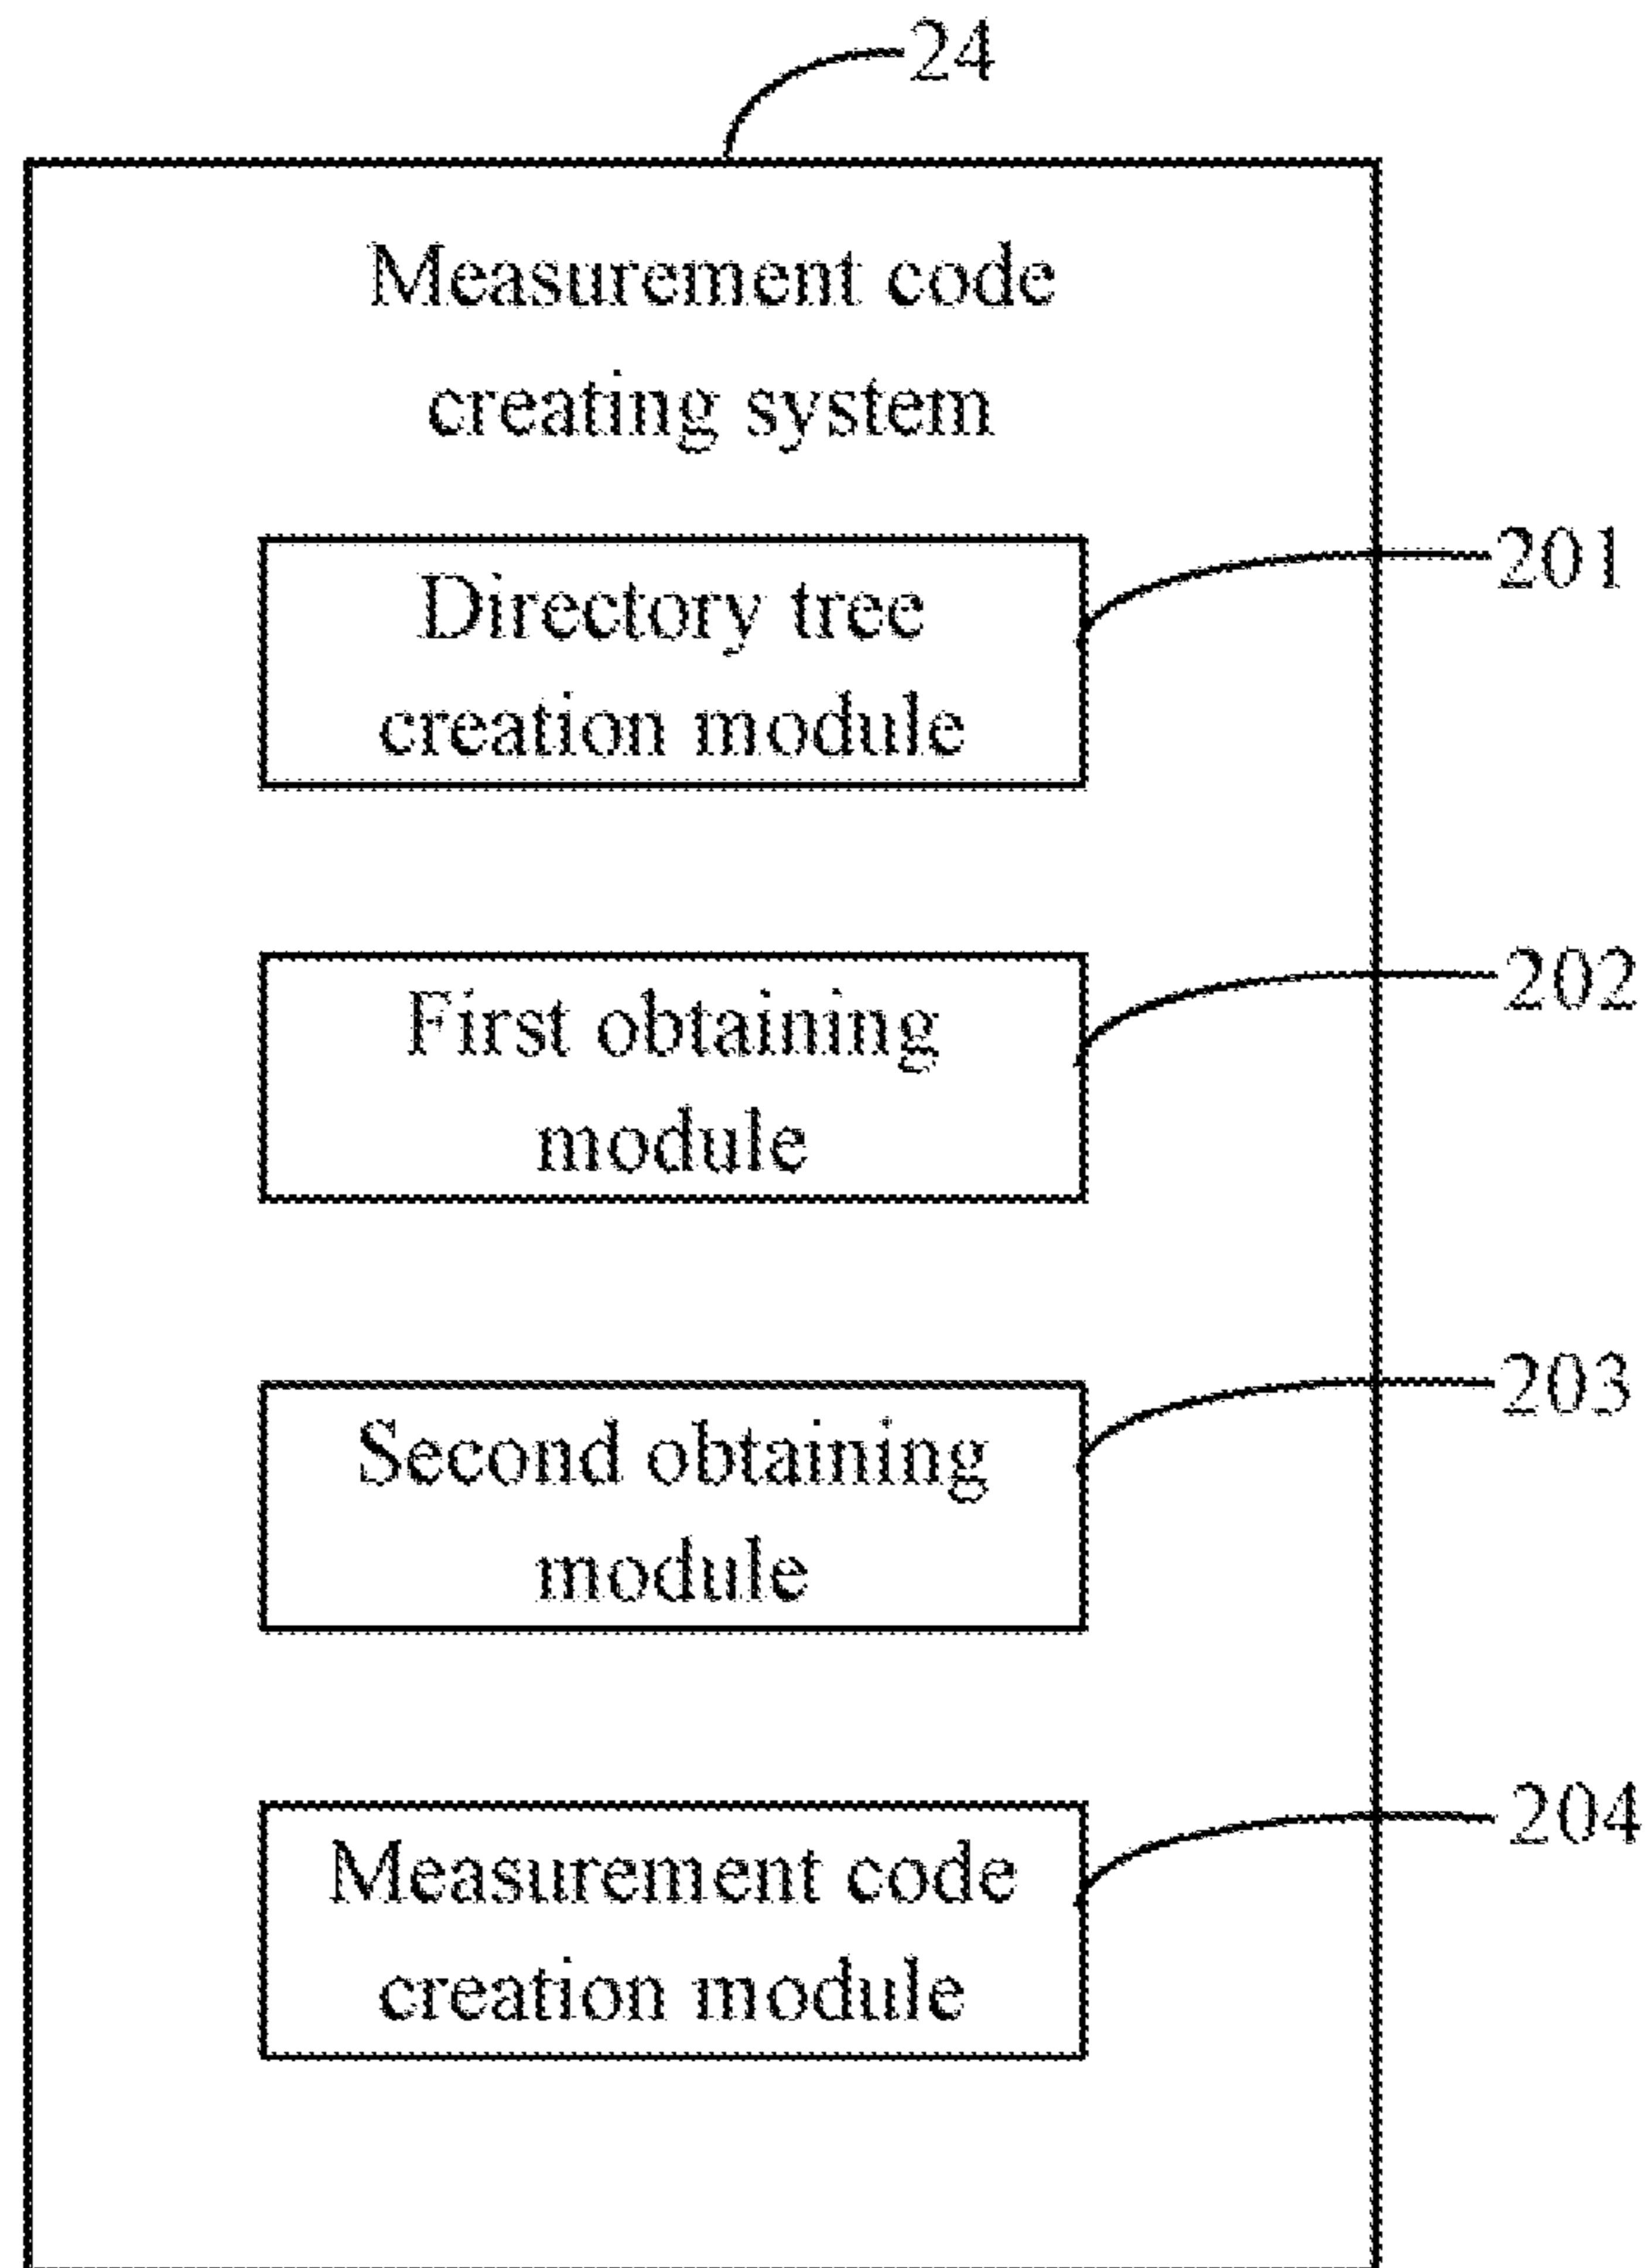 24
Measurement code
creating system
201
Directory tree
creation module
202
First obtaining
module
203
Second obtaining
module
204
Measurement code
creation module